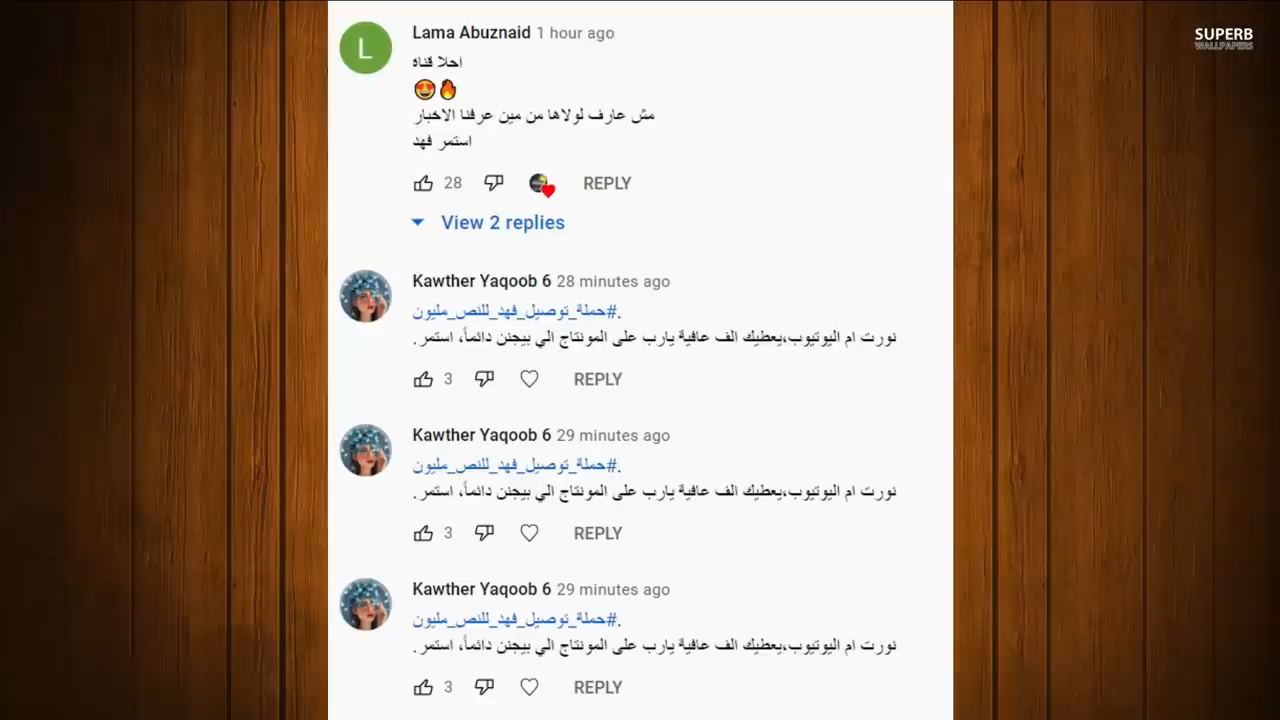 SUPERB
WALLPAPERS
L
Lama Abuznaid 1 hour ago
احلا قناه
😍🔥
مش عارف لولاها من مين عرفنا الاخبار
استمر فهد
28 REPLY
View 2 replies
Kawther Yaqoob 6 28 minutes ago
.#حملة_توصيل_فهد_للنص_مليون
نورت ام اليوتيوب،يعطيك الف عافية يارب على المونتاج الي بيجنن دائماً، استمر.
3 REPLY
Kawther Yaqoob 6 29 minutes ago
.#حملة_توصيل_فهد_للنص_مليون
نورت ام اليوتيوب،يعطيك الف عافية يارب على المونتاج الي بيجنن دائماً، استمر.
3 REPLY
Kawther Yaqoob 6 29 minutes ago
.#حملة_توصيل_فهد_للنص_مليون
نورت ام اليوتيوب،يعطيك الف عافية يارب على المونتاج الي بيجنن دائماً، استمر.
3 REPLY